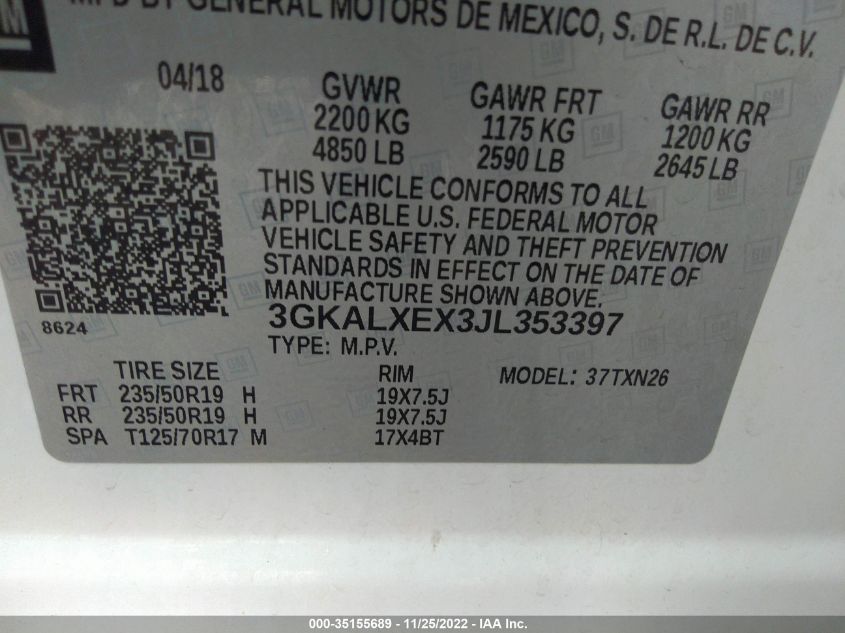 GM
MFD BY GENERAL MOTORS DE MEXICO, S. DE R.L. DE C.V.
04/18 GVWR GAWR FRT GAWR RR
2200 KG 1175 KG 1200 KG
4850 LB 2590 LB 2645 LB
THIS VEHICLE CONFORMS TO ALL
APPLICABLE U.S. FEDERAL MOTOR
VEHICLE SAFETY AND THEFT PREVENTION
STANDARDS IN EFFECT ON THE DATE OF
MANUFACTURE SHOWN ABOVE.
8624 3GKALXEX3JL353397
TYPE: M.P.V.
TIRE SIZE RIM MODEL: 37TXN26
FRT 235/50R19 H 19X7.5J
RR 235/50R19 H 19X7.5J
SPA T125/70R17 M 17X4BT
000-35155689 - 11/25/2022 - IAA Inc.